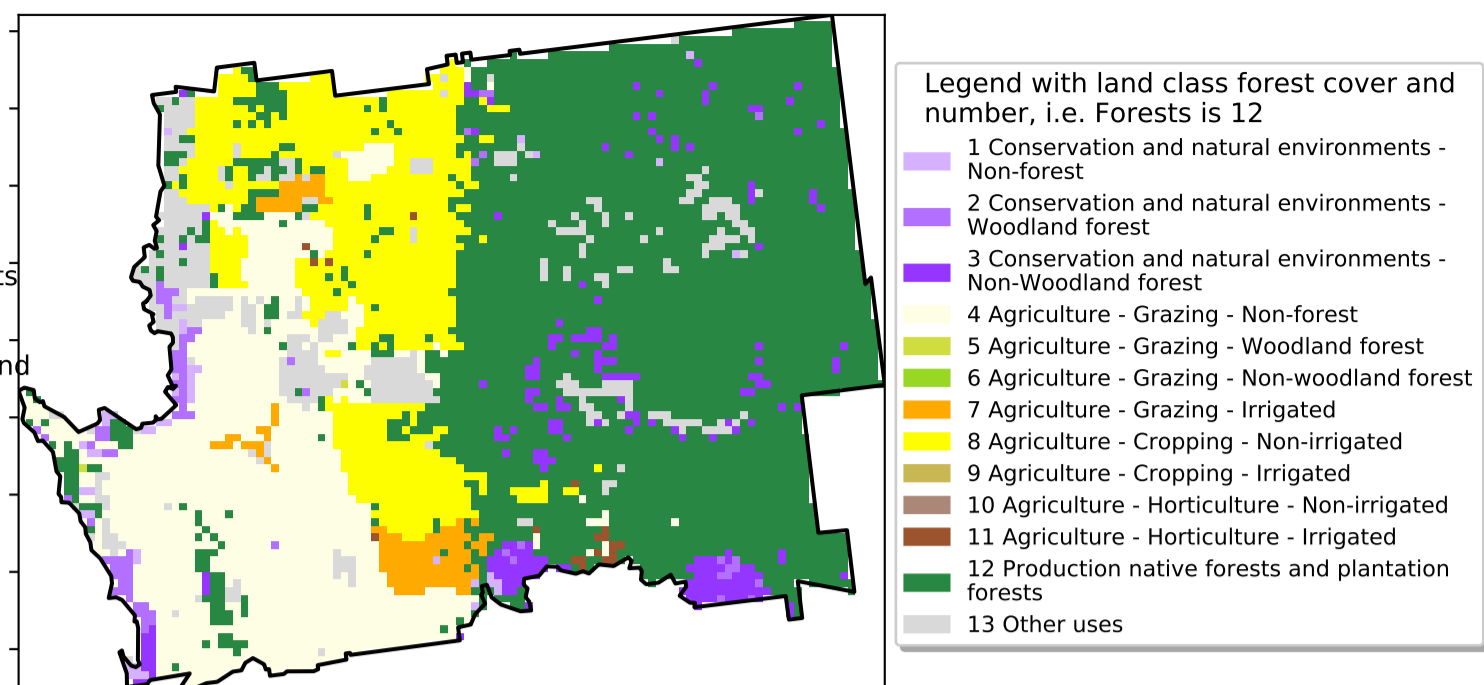 ts
nd
Legend with land class forest cover and
number, i.e. Forests is 12
1 Conservation and natural environments -
Non-forest
2 Conservation and natural environments -
Woodland forest
3 Conservation and natural environments -
Non-Woodland forest
4 Agriculture - Grazing - Non-forest
5 Agriculture - Grazing - Woodland forest
6 Agriculture - Grazing - Non-woodland forest
7 Agriculture - Grazing - Irrigated
8 Agriculture - Cropping - Non-irrigated
9 Agriculture - Cropping - Irrigated
10 Agriculture - Horticulture - Non-irrigated
11 Agriculture - Horticulture - Irrigated
12 Production native forests and plantation
forests
13 Other uses